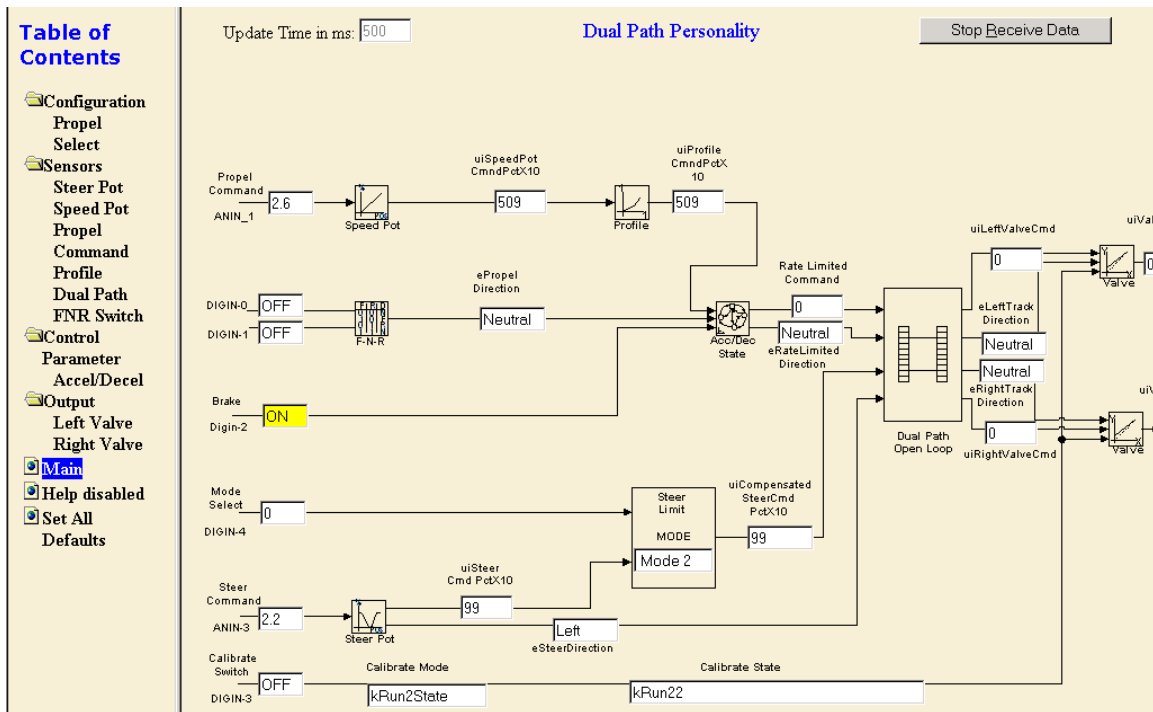 Table of
Contents
Configuration
Propel
Select
Sensors
Steer Pot
Speed Pot
Propel
Command
Profile
Dual Path
FNR Switch
Control
Parameter
Accel/Decel
Output
Left Valve
Right Valve
Main
Help disabled
Set All
Defaults
Update Time in ms: 500
Dual Path Personality
Stop Receive Data
Propel
Command
ANIN_1
2.6
Speed Pot
uiSpeedPot
CmndPctX10
509
Profile
uiProfile
CmndPctX
10
509
DIGIN-0
OFF
DIGIN-1
OFF
F-N-R
ePropel
Direction
Neutral
Acc/Dec
State
Rate Limited
Command
0
Neutral
eRateLimited
Direction
Dual Path
Open Loop
uiLeftValveCmd
0
eLeftTrack
Direction
Neutral
Neutral
eRightTrack
Direction
0
uiRightValveCmd
uiVal
Valve
0
uiV
Valve
Brake
Digin-2
ON
Mode
Select
DIGIN-4
0
Steer
Limit
MODE
Mode 2
uiCompensated
SteerCmd
PctX10
99
Steer
Command
ANIN-3
2.2
Steer Pot
uiSteer
Cmd PctX10
99
Left
eSteerDirection
Calibrate
Switch
DIGIN-3
OFF
Calibrate Mode
kRun2State
Calibrate State
kRun22